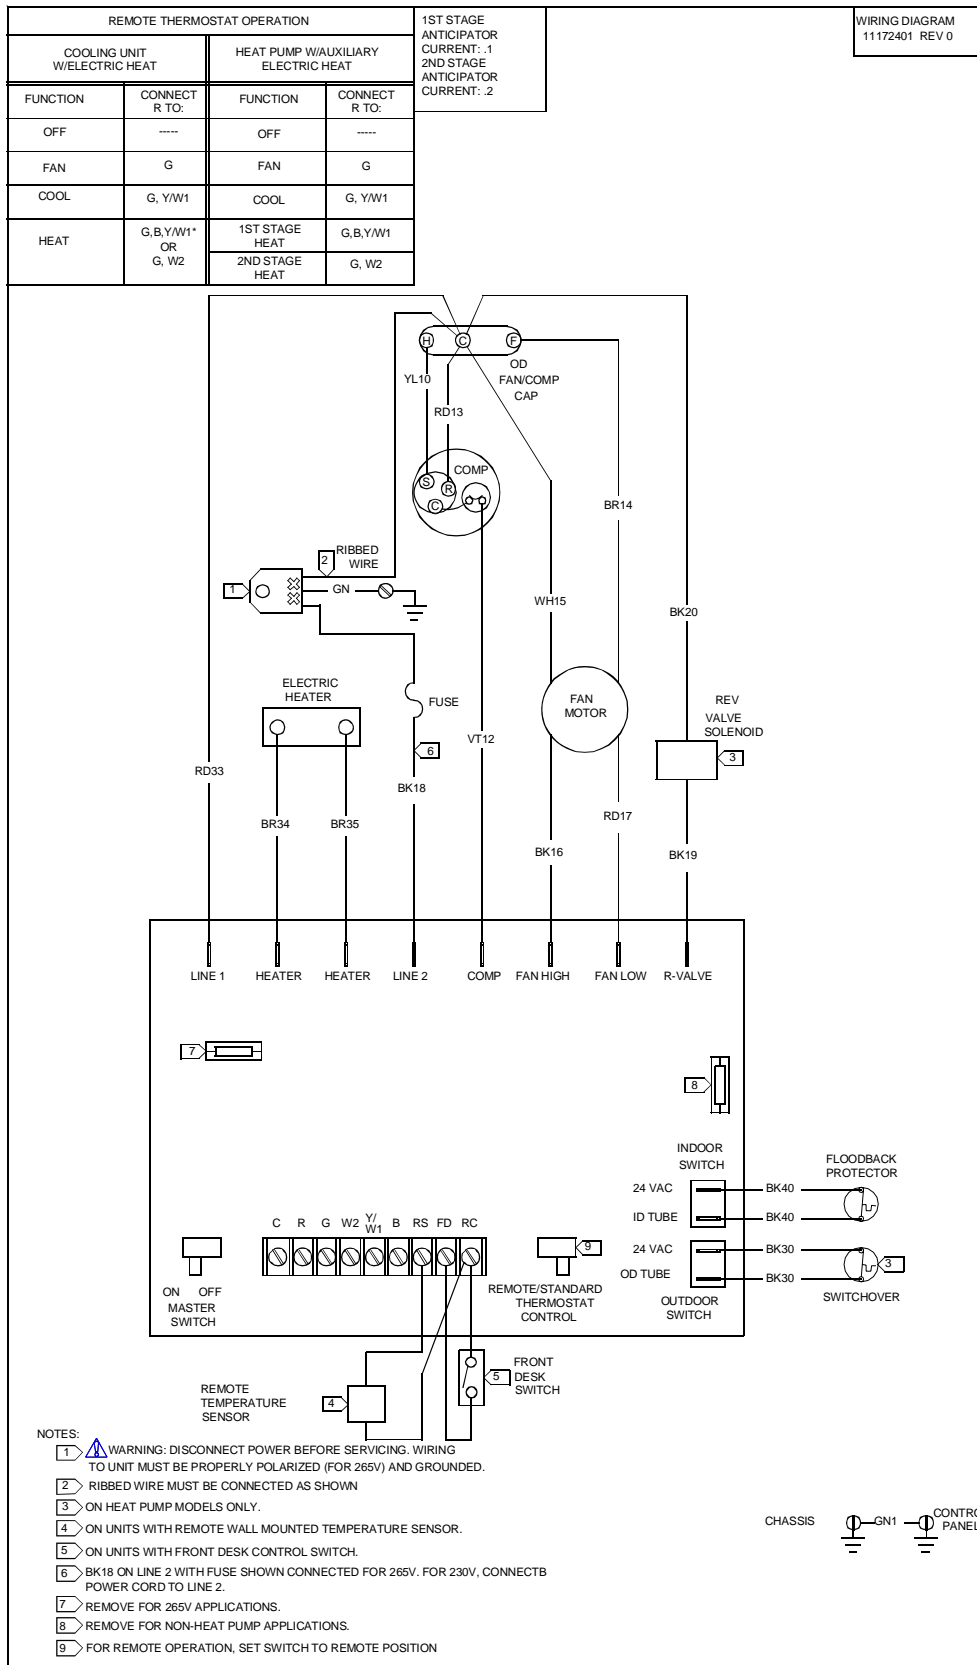 REMOTE THERMOSTAT OPERATION
COOLING UNIT
W/ELECTRIC HEAT
HEAT PUMP W/AUXILIARY
ELECTRIC HEAT
FUNCTION
CONNECT
R TO:
FUNCTION
CONNECT
R TO:
OFF
-----
OFF
-----
FAN
G
FAN
G
COOL
G, Y/W1
COOL
G, Y/W1
HEAT
G,B,Y/W1*
OR
G, W2
1ST STAGE
HEAT
G,B,Y/W1
2ND STAGE
HEAT
G, W2
1ST STAGE
ANTICIPATOR
CURRENT: .1
2ND STAGE
ANTICIPATOR
CURRENT: .2
WIRING DIAGRAM
11172401 REV 0
H
C
F
OD
FAN/COMP
CAP
YL10
RD13
COMP
S
R
C
BR14
2
RIBBED
WIRE
1
GN
WH15
BK20
ELECTRIC
HEATER
FUSE
FAN
MOTOR
REV
VALVE
SOLENOID
6
VT12
3
RD33
BK18
BR34
BR35
RD17
BK16
BK19
LINE 1
HEATER
HEATER
LINE 2
COMP
FAN HIGH
FAN LOW
R-VALVE
7
8
INDOOR
SWITCH
FLOODBACK
PROTECTOR
24 VAC
BK40
ID TUBE
BK40
C
R
G
W2
Y/
W1
B
RS
FD
RC
9
24 VAC
BK30
OD TUBE
BK30
3
SWITCHOVER
OUTDOOR
SWITCH
ON
OFF
MASTER
SWITCH
REMOTE/STANDARD
THERMOSTAT
CONTROL
FRONT
DESK
SWITCH
5
REMOTE
TEMPERATURE
SENSOR
4
NOTES:
1 WARNING: DISCONNECT POWER BEFORE SERVICING. WIRING
TO UNIT MUST BE PROPERLY POLARIZED (FOR 265V) AND GROUNDED.
2 RIBBED WIRE MUST BE CONNECTED AS SHOWN
3 ON HEAT PUMP MODELS ONLY.
4 ON UNITS WITH REMOTE WALL MOUNTED TEMPERATURE SENSOR.
5 ON UNITS WITH FRONT DESK CONTROL SWITCH.
6 BK18 ON LINE 2 WITH FUSE SHOWN CONNECTED FOR 265V. FOR 230V, CONNECTB
POWER CORD TO LINE 2.
7 REMOVE FOR 265V APPLICATIONS.
8 REMOVE FOR NON-HEAT PUMP APPLICATIONS.
9 FOR REMOTE OPERATION, SET SWITCH TO REMOTE POSITION
CHASSIS
GN1
CONTRO
PANEL